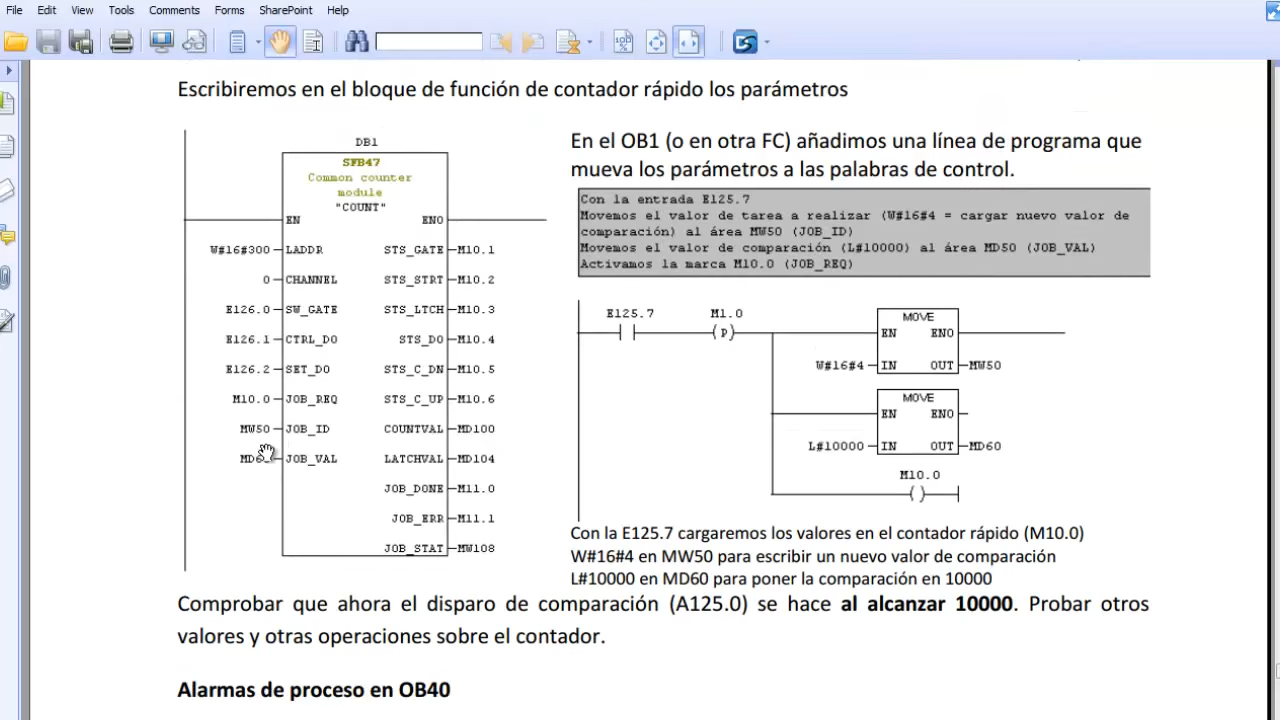 File Edit View Tools Comments Forms SharePoint Help
Escribiremos en el bloque de función de contador rápido los parámetros
DB1
SFB47
Common counter
module
"COUNT"
EN ENO
W#16#300 LADDR STS_GATE M10.1
0 CHANNEL STS_STRT M10.2
E126.0 SW_GATE STS_LTCH M10.3
E126.1 CTRL_DO STS_DO M10.4
E126.2 SET_DO STS_C_DN M10.5
M10.0 JOB_REQ STS_C_UP M10.6
MW50 JOB_ID COUNTVAL MD100
JOB_VAL LATCHVAL MD104
JOB_DONE M11.0
JOB_ERR M11.1
JOB_STAT MW108
En el OB1 (o en otra FC) añadimos una línea de programa que
mueva los parámetros a las palabras de control.
Con la entrada E125.7
Movemos el valor de tarea a realizar (W#16#4 = cargar nuevo valor de
comparación) al área MW50 (JOB_ID)
Movemos el valor de comparación (L#10000) al área MD50 (JOB_VAL)
Activamos la marca M10.0 (JOB_REQ)
E125.7 M1.0 MOVE
(P) EN ENO
W#16#4 IN OUT MW50
MOVE
EN ENO
L#10000 IN OUT MD60
M10.0
( )
Con la E125.7 cargaremos los valores en el contador rápido (M10.0)
W#16#4 en MW50 para escribir un nuevo valor de comparación
L#10000 en MD60 para poner la comparación en 10000
Comprobar que ahora el disparo de comparación (A125.0) se hace al alcanzar 10000. Probar otros
valores y otras operaciones sobre el contador.
Alarmas de proceso en OB40